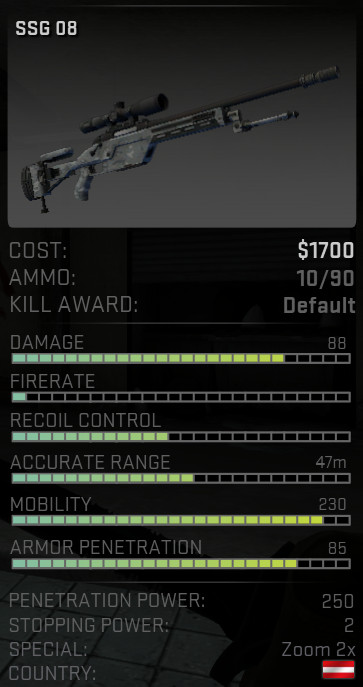 SSG 08
COST: $1700
AMMO: 10/90
KILL AWARD: Default
DAMAGE 88
FIRERATE
RECOIL CONTROL
ACCURATE RANGE 47m
MOBILITY 230
ARMOR PENETRATION 85
PENETRATION POWER: 250
STOPPING POWER: 2
SPECIAL: Zoom 2x
COUNTRY: